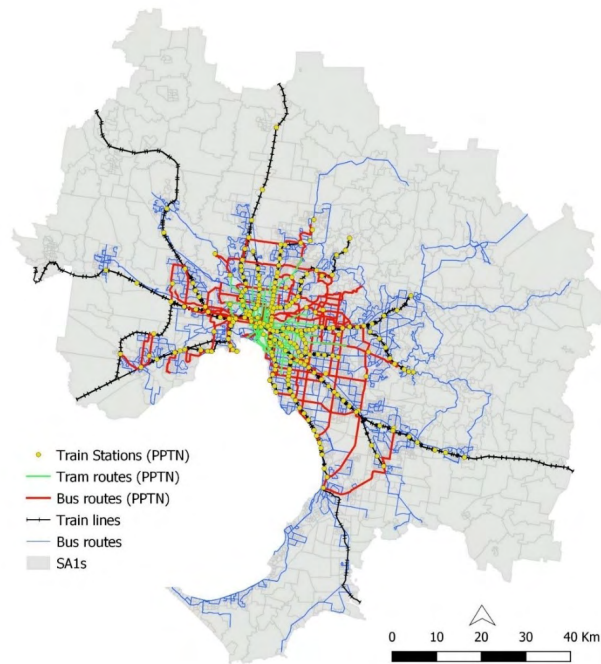 Train Stations (PPTN)
Tram routes (PPTN)
Bus routes (PPTN)
Train lines
Bus routes
SA1s
0 10 20 30 40 Km